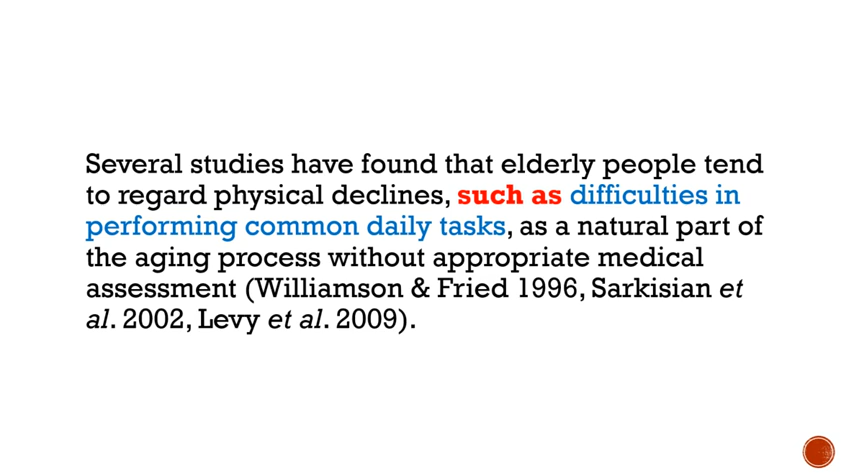 Several studies have found that elderly people tend
to regard physical declines, such as difficulties in
performing common daily tasks, as a natural part of
the aging process without appropriate medical
assessment (Williamson & Fried 1996, Sarkisian et
al. 2002, Levy et al. 2009).